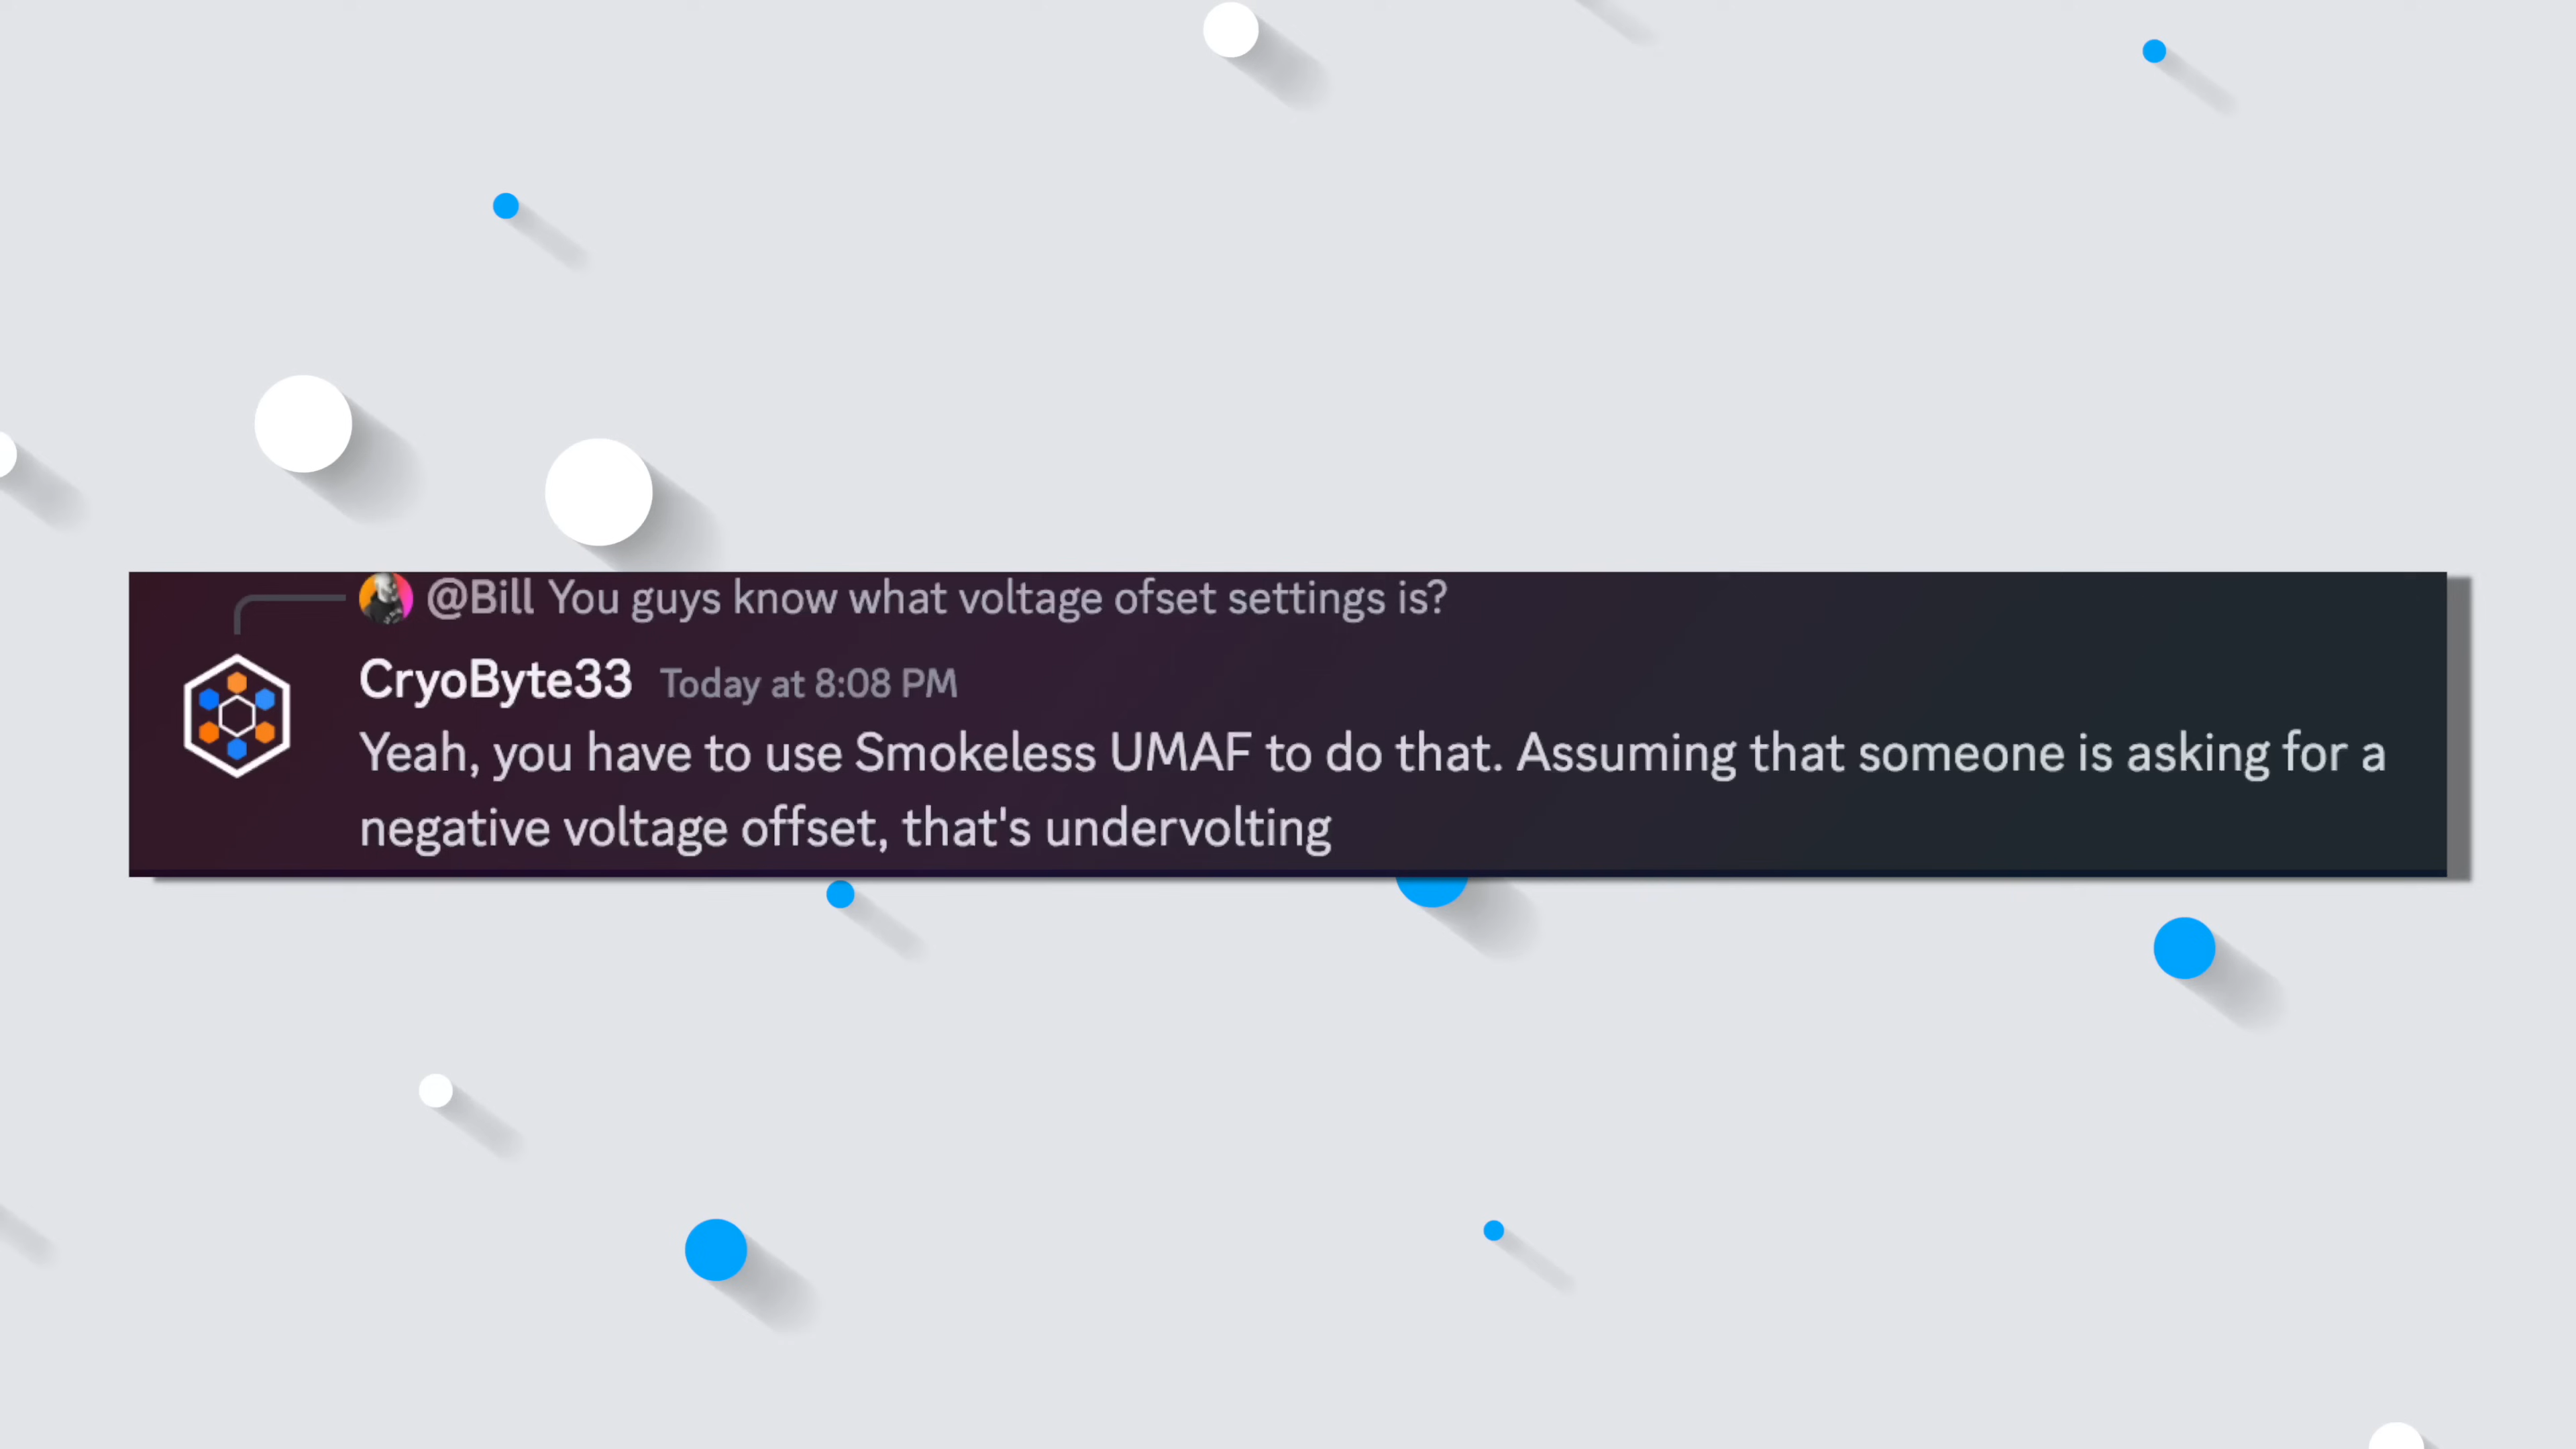 @Bill You guys know what voltage ofset settings is?
CryoByte33 Today at 8:08 PM
Yeah, you have to use Smokeless UMAF to do that. Assuming that someone is asking for a
negative voltage offset, that's undervolting